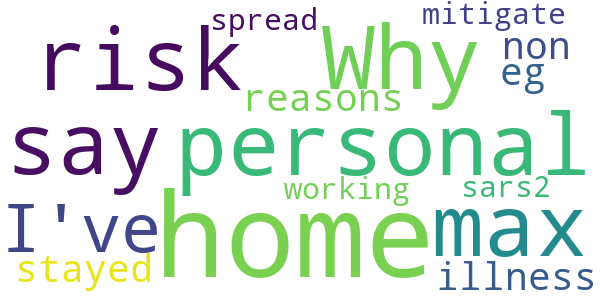 spread mitigate
risk Why non
eg
reasons
say personal
working sars2
I've home max
stayed illness